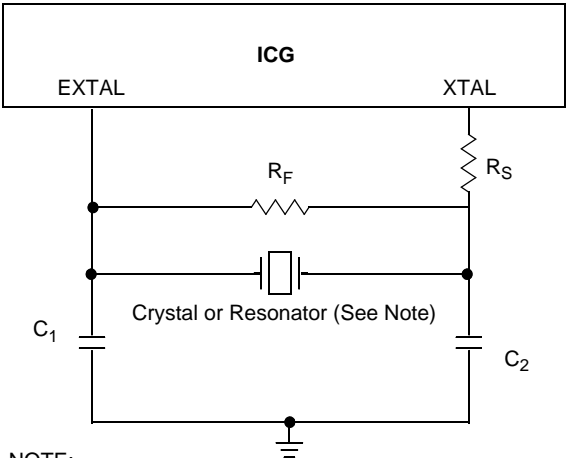 ICG
EXTAL XTAL
R_S
R_F
Crystal or Resonator (See Note)
C_1
C_2
NOTE: